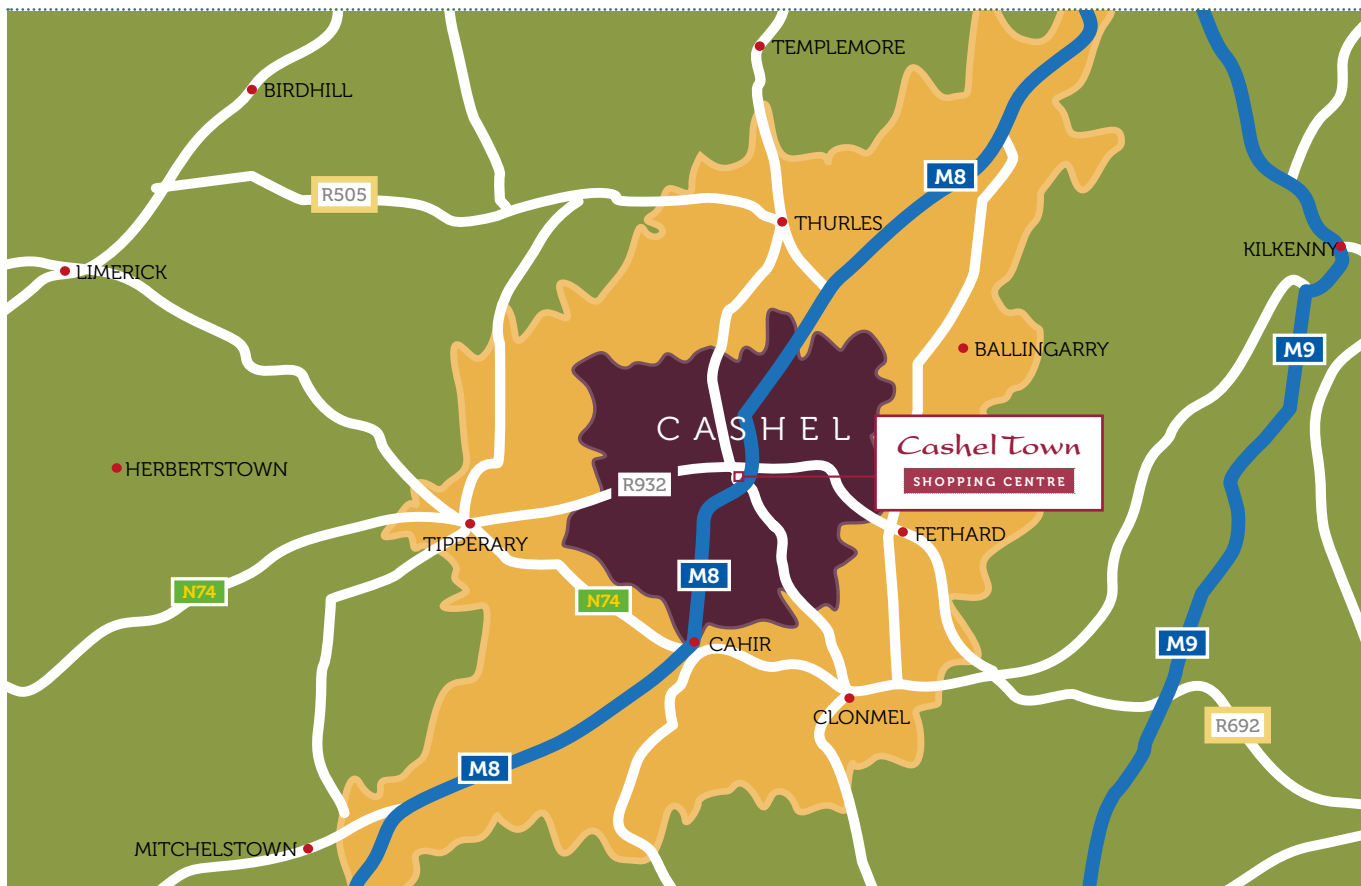 TEMPLEMORE
BIRDHILL
M8
R505
THURLES
KILKENNY
LIMERICK
BALLINGARRY
M9
CASHEL
Cashel Town
SHOPPING CENTRE
HERBERTSTOWN
R932
FETHARD
TIPPERARY
M8
N74
N74
CAHIR
M9
CLONMEL
R692
M8
MITCHELSTOWN